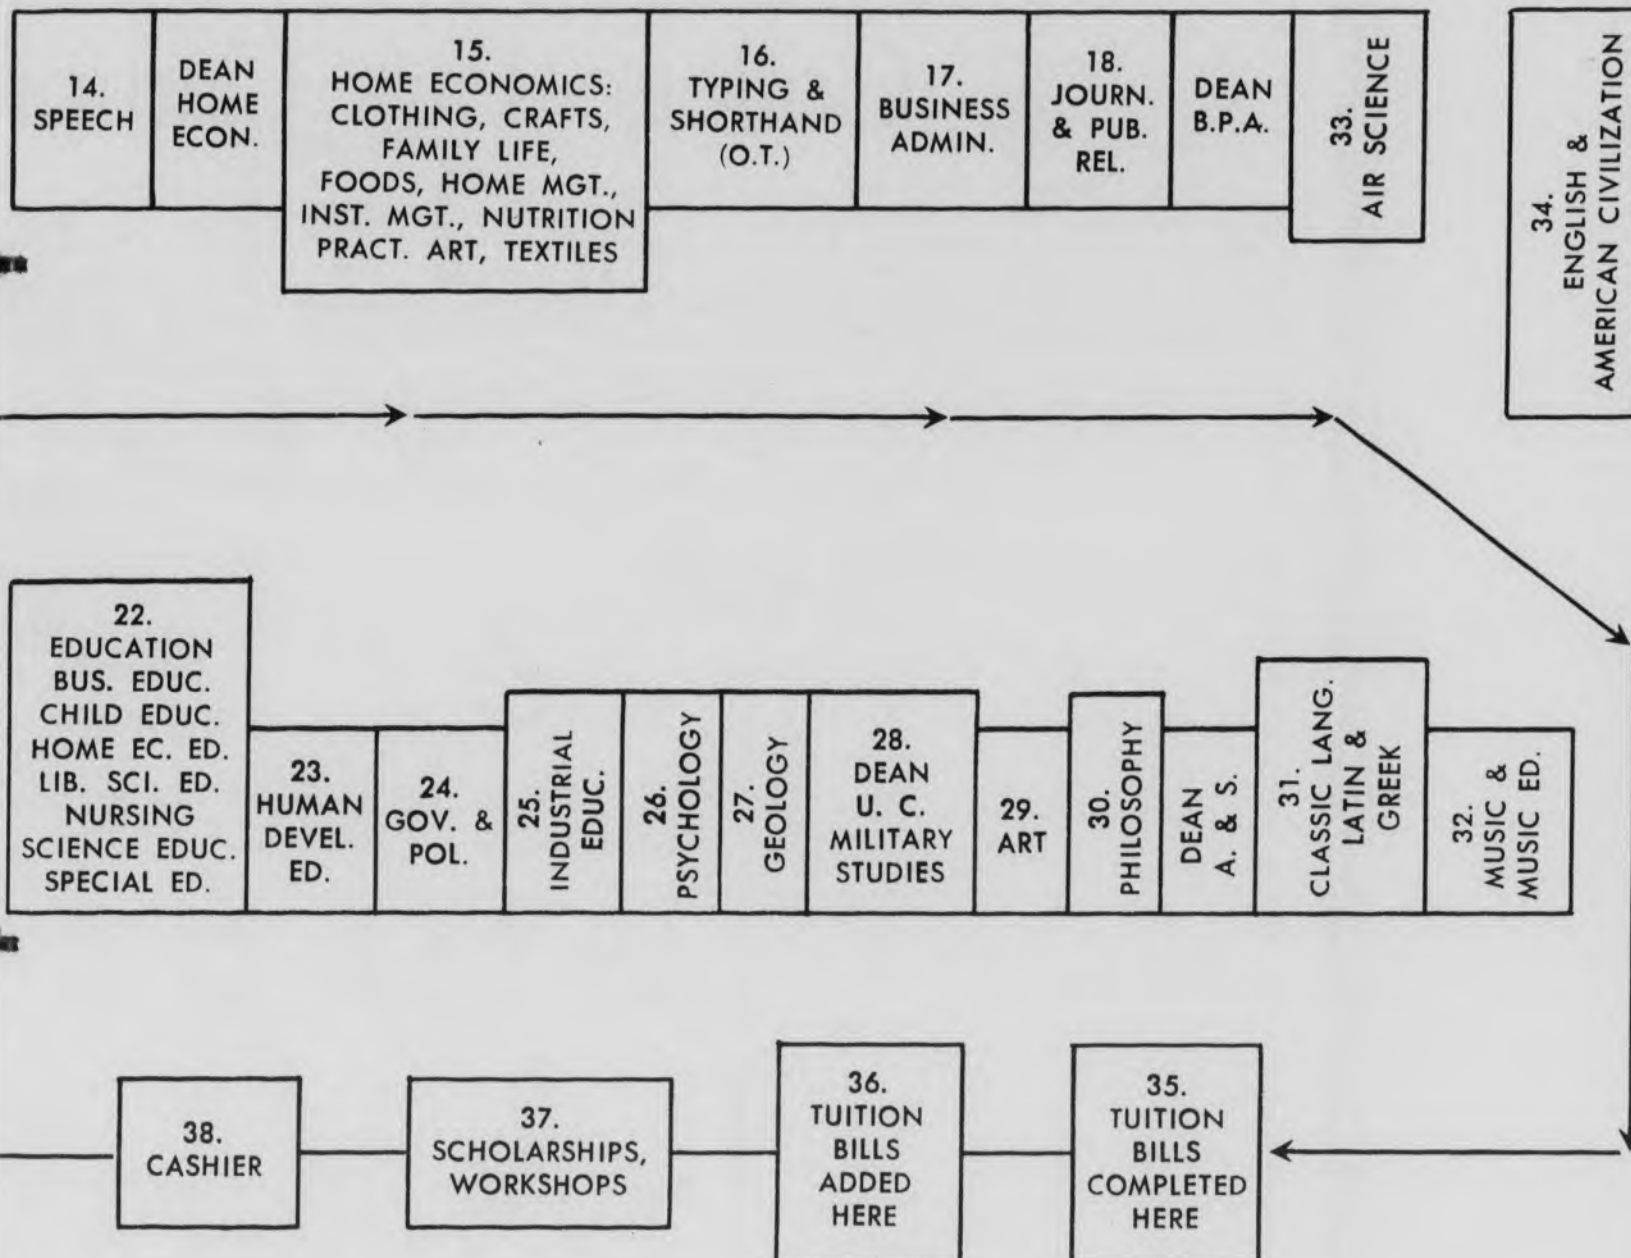 14.
SPEECH
DEAN
HOME
ECON.
15.
HOME ECONOMICS:
CLOTHING, CRAFTS,
FAMILY LIFE,
FOODS, HOME MGT.,
INST. MGT., NUTRITION
PRACT. ART, TEXTILES
16.
TYPING &
SHORTHAND
(O.T.)
17.
BUSINESS
ADMIN.
18.
JOURN.
& PUB.
REL.
DEAN
B.P.A.
33.
AIR SCIENCE
34.
ENGLISH &
AMERICAN CIVILIZATION
22.
EDUCATION
BUS. EDUC.
CHILD EDUC.
HOME EC. ED.
LIB. SCI. ED.
NURSING
SCIENCE EDUC.
SPECIAL ED.
23.
HUMAN
DEVEL.
ED.
24.
GOV. &
POL.
25.
INDUSTRIAL
EDUC.
26.
PSYCHOLOGY
27.
GEOLOGY
28.
DEAN
U. C.
MILITARY
STUDIES
29.
ART
30.
PHILOSOPHY
DEAN
A. & S.
31.
CLASSIC LANG.
LATIN &
GREEK
32.
MUSIC &
MUSIC ED.
38.
CASHIER
37.
SCHOLARSHIPS,
WORKSHOPS
36.
TUITION
BILLS
ADDED
HERE
35.
TUITION
BILLS
COMPLETED
HERE